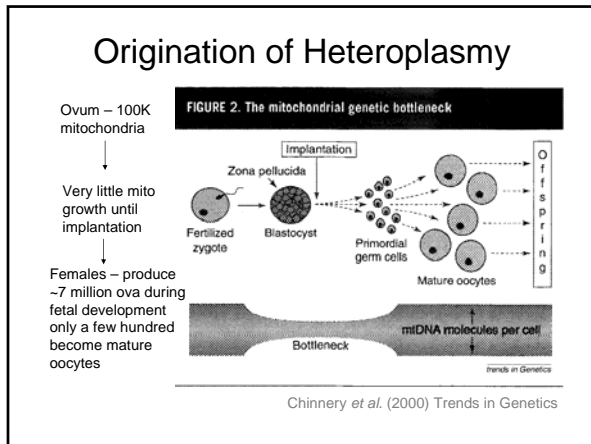 Origination of Heteroplasmy
Ovum – 100K
mitochondria
Very little mito
growth until
implantation
Females – produce
~7 million ova during
fetal development
only a few hundred
become mature
oocytes
FIGURE 2. The mitochondrial genetic bottleneck
Implantation
Zona pellucida
Fertilized
zygote
Blastocyst
Primordial
germ cells
Mature oocytes
Offspring
mtDNA molecules per cell
Bottleneck
trends in Genetics
Chinnery et al. (2000) Trends in Genetics